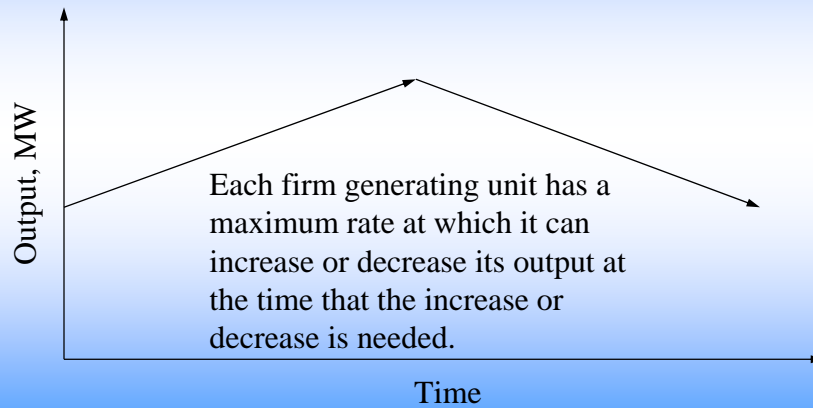 Output, MW
Each firm generating unit has a
maximum rate at which it can
increase or decrease its output at
the time that the increase or
decrease is needed.
Time